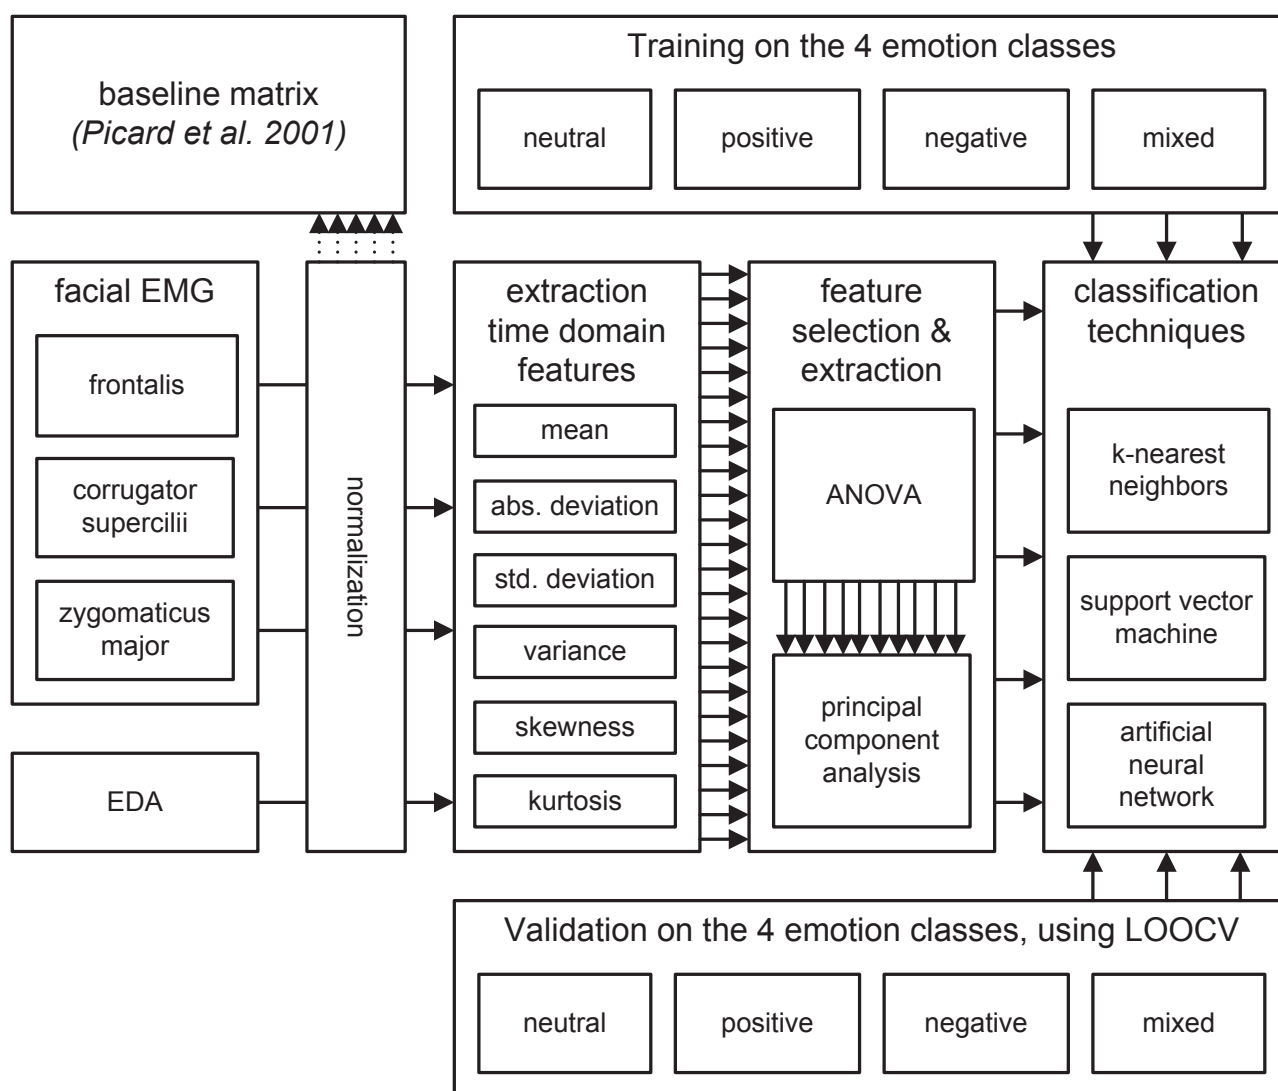 baseline matrix
(Picard et al. 2001)
Training on the 4 emotion classes
neutral
positive
negative
mixed
facial EMG
frontalis
corrugator
supercilii
zygomaticus
major
EDA
normalization
extraction
time domain
features
mean
abs. deviation
std. deviation
variance
skewness
kurtosis
feature
selection &
extraction
ANOVA
principal
component
analysis
classification
techniques
k-nearest
neighbors
support vector
machine
artificial
neural
network
Validation on the 4 emotion classes, using LOOCV
neutral
positive
negative
mixed